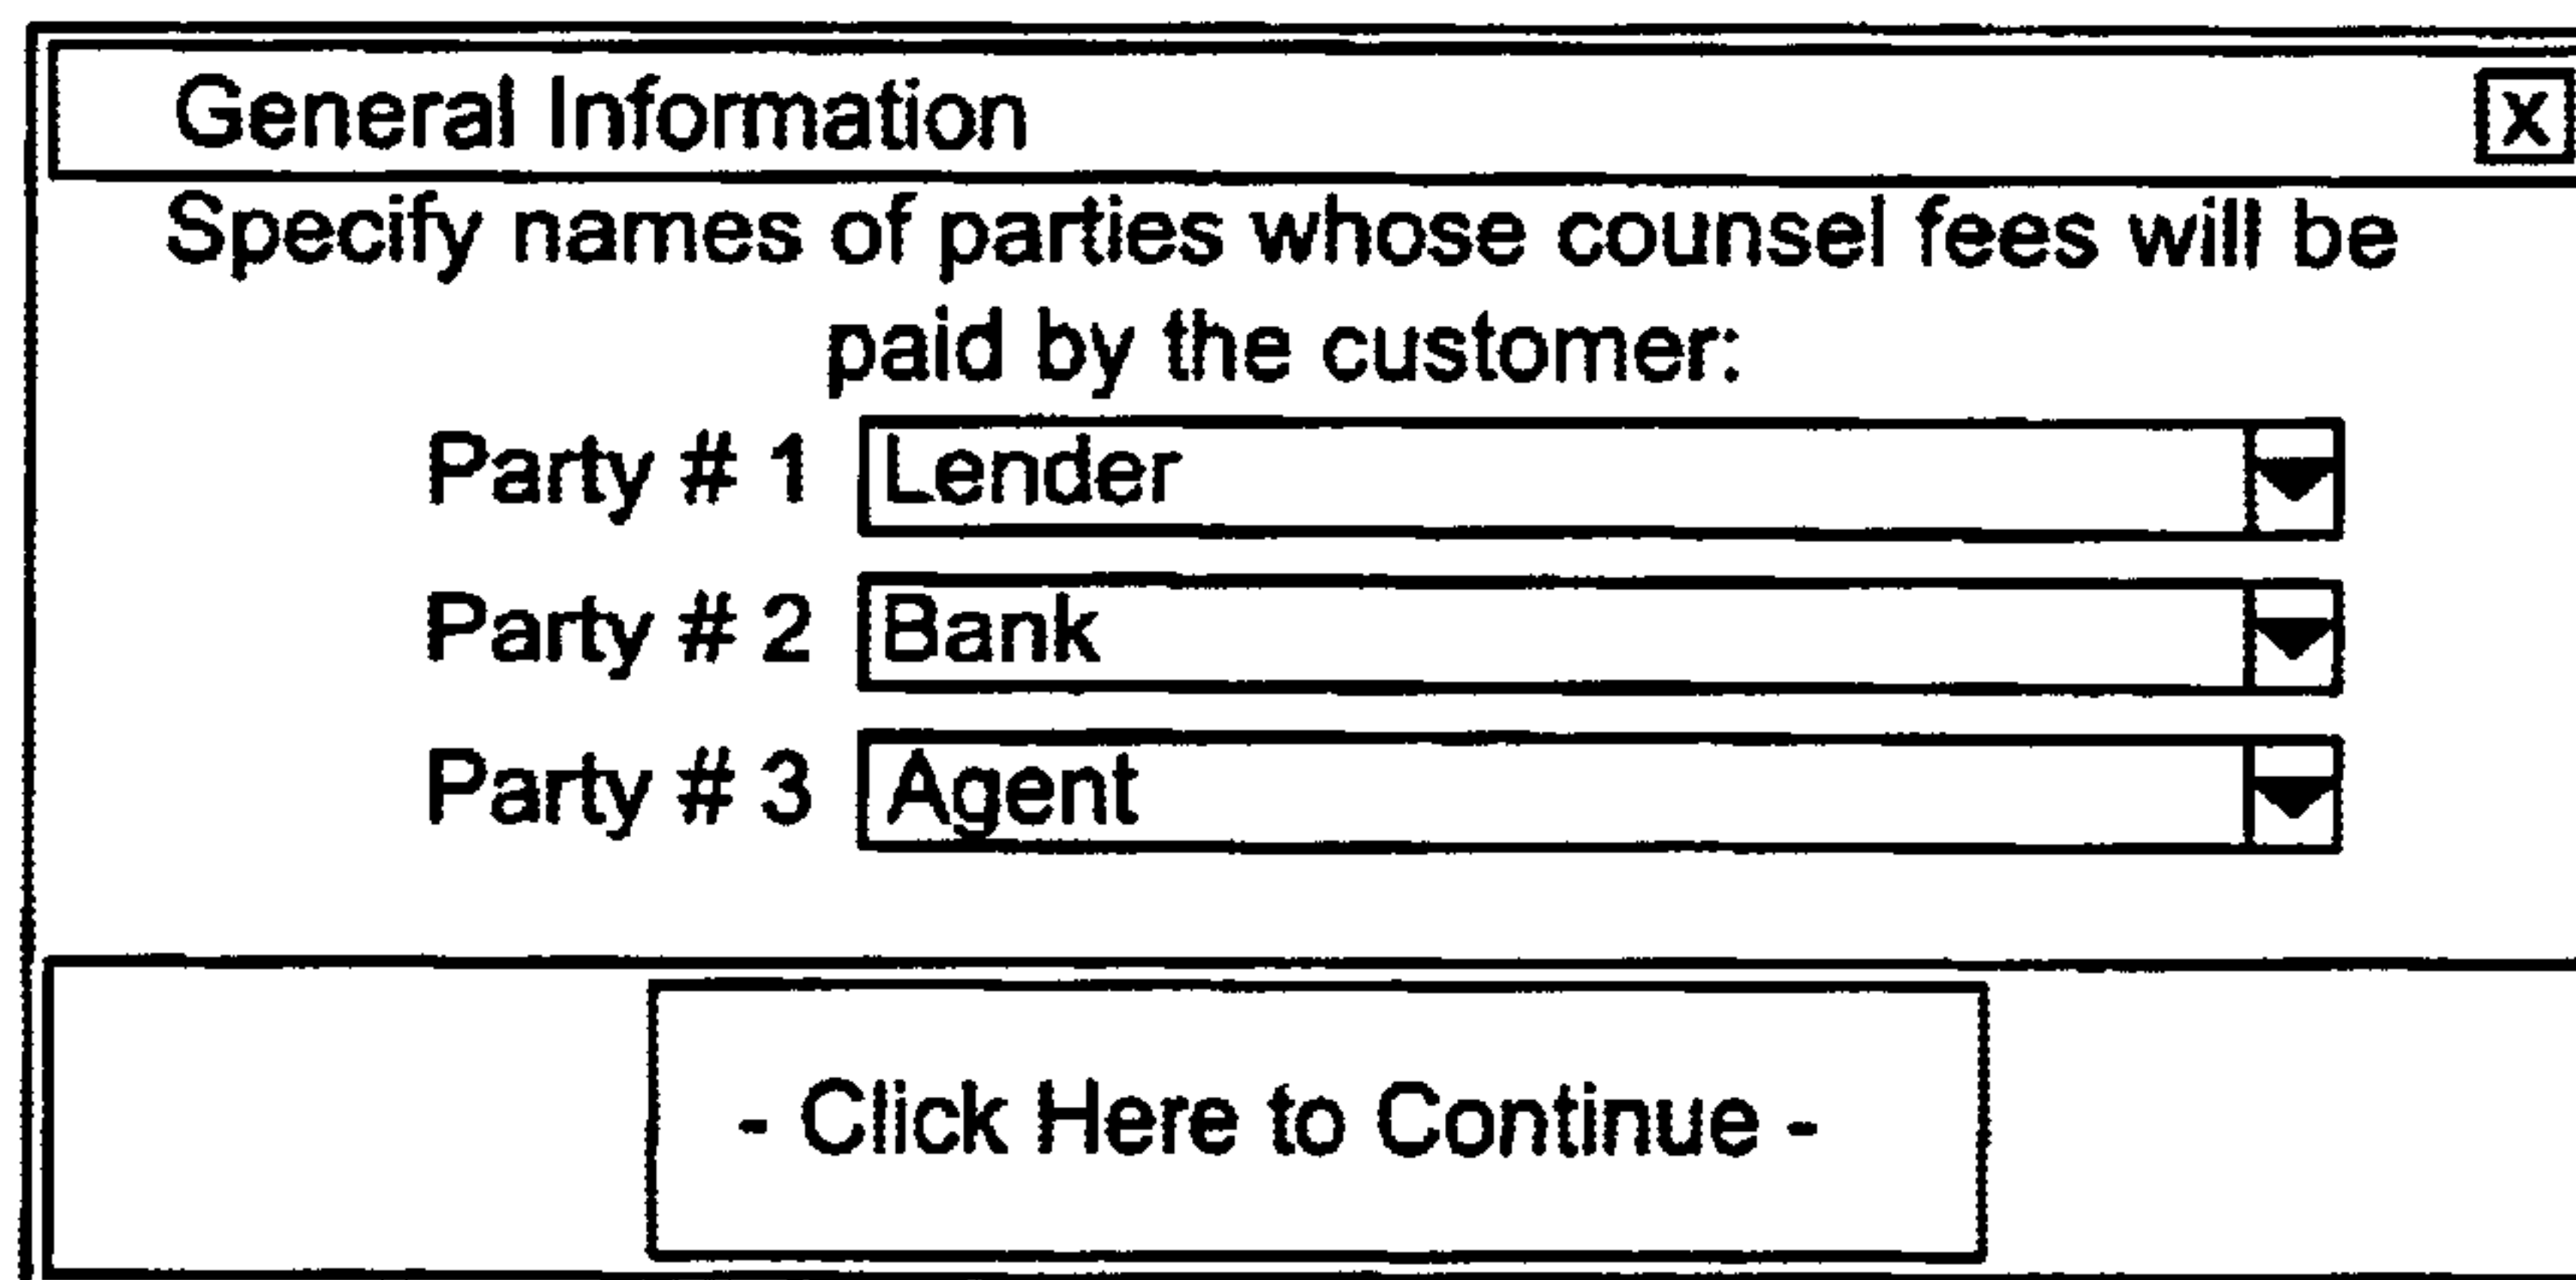 General Information X
Specify names of parties whose counsel fees will be
paid by the customer:
Party # 1 Lender
Party # 2 Bank
Party # 3 Agent
- Click Here to Continue -